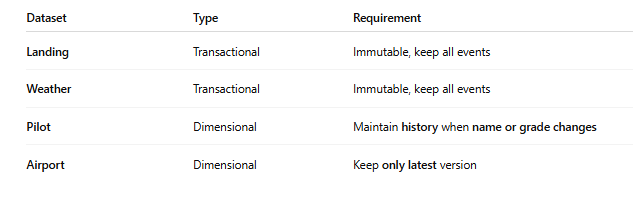 Dataset Type Requirement
Landing Transactional Immutable, keep all events
Weather Transactional Immutable, keep all events
Pilot Dimensional Maintain history when name or grade changes
Airport Dimensional Keep only latest version